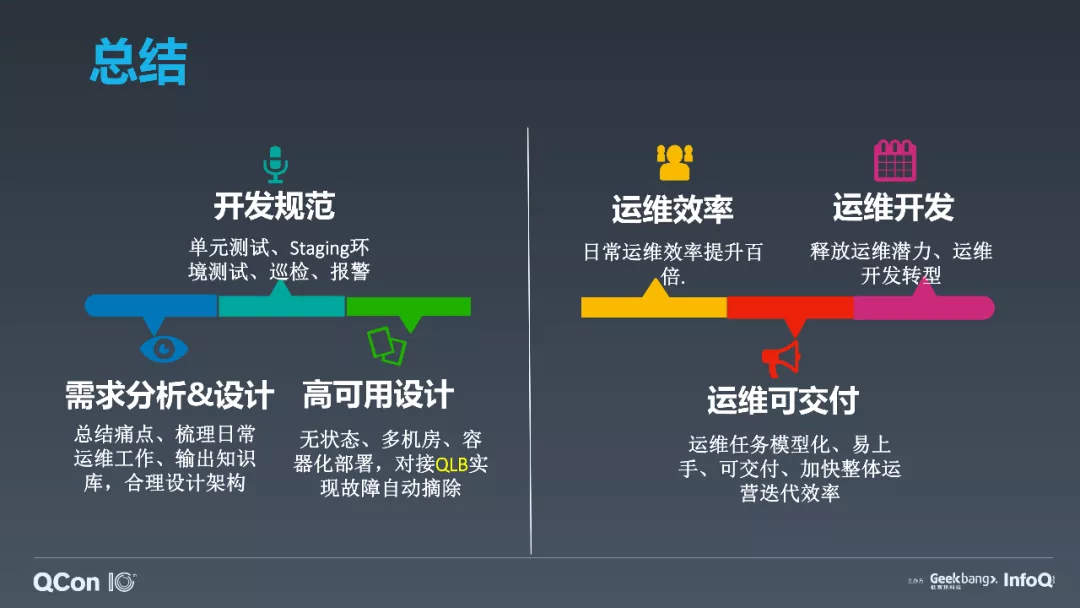 总结
开发规范
单元测试、Staging环
境测试、巡检、报警
需求分析&设计
总结痛点、梳理日常
运维工作、输出知识
库，合理设计架构
高可用设计
无状态、多机房、容
器化部署，对接QLB实
现故障自动摘除
运维效率
日常运维效率提升百
倍.
运维开发
释放运维潜力、运维
开发转型
运维可交付
运维任务模型化、易上
手、可交付、加快整体运
营迭代效率
QCon 10
主办方 Geekbang>. InfoQ
极客邦科技